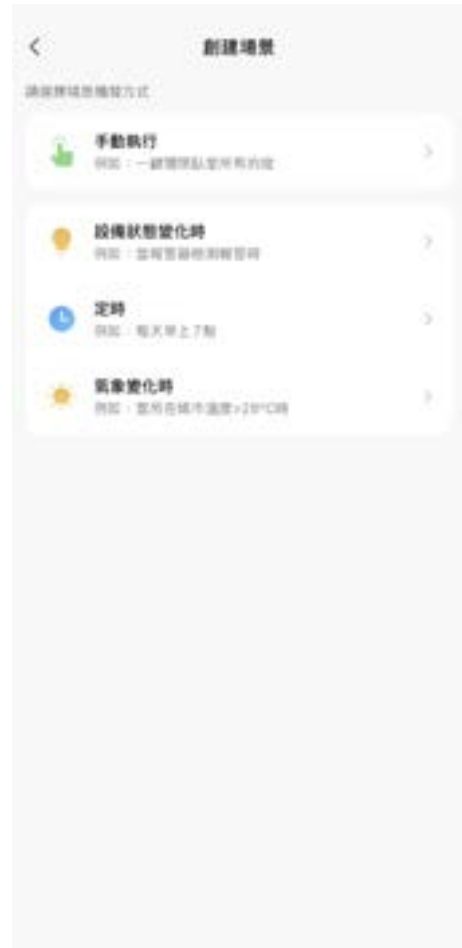 創建場景
請選擇場景觸發方式
手動執行
例如：一鍵關閉臥室所有的燈
設備狀態變化時
例如：當報警器檢測報警時
定時
例如：每天早上7點
氣象變化時
例如：當所在城市溫度>28°C時